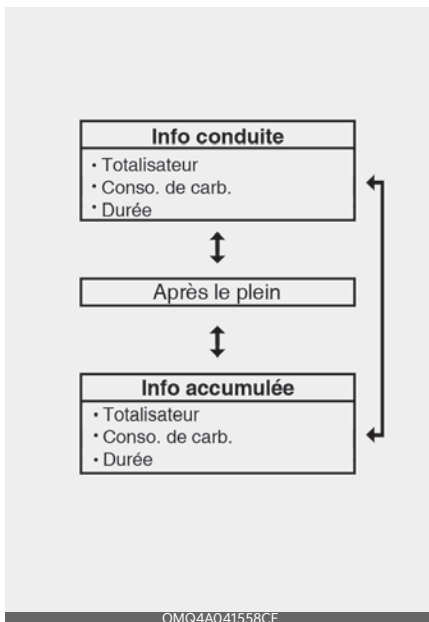 Info conduite
· Totalisateur
· Conso. de carb.
· Durée
Après le plein
Info accumulée
· Totalisateur
· Conso. de carb.
· Durée
OMQ4A041558CF